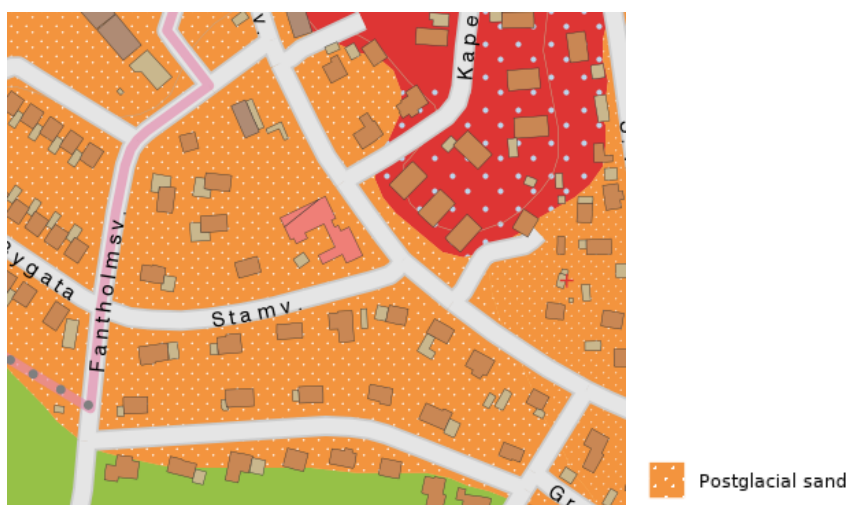 v.
Kape
Fantholmsv.
Stamv.
ygata
Gr
Postglacial sand